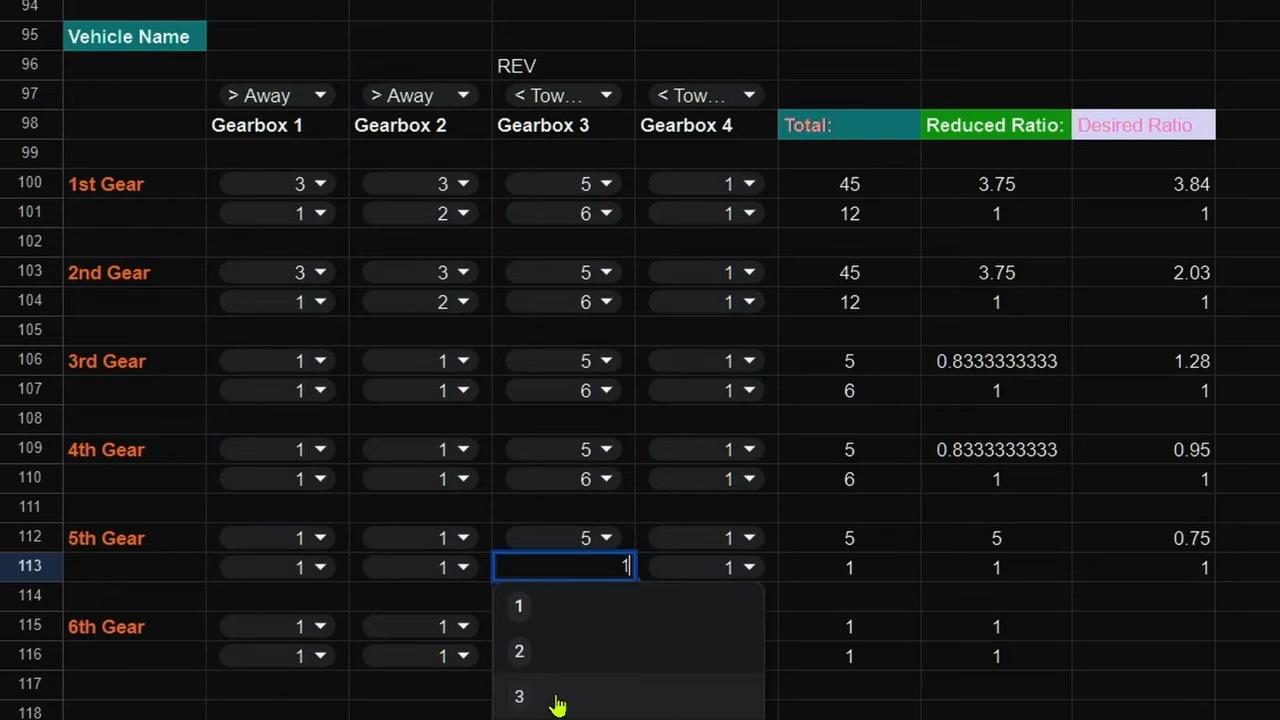 94
95 Vehicle Name
96 REV
97 > Away > Away < Tow... < Tow...
98 Gearbox 1 Gearbox 2 Gearbox 3 Gearbox 4 Total: Reduced Ratio: Desired Ratio
99
100 1st Gear 3 3 5 1 45 3.75 3.84
101 1 2 6 1 12 1 1
102
103 2nd Gear 3 3 5 1 45 3.75 2.03
104 1 2 6 1 12 1 1
105
106 3rd Gear 1 1 5 1 5 0.8333333333 1.28
107 1 1 6 1 6 1 1
108
109 4th Gear 1 1 5 1 5 0.8333333333 0.95
110 1 1 6 1 6 1 1
111
112 5th Gear 1 1 5 1 5 5 0.75
113 1 1 1 1 1 1 1
114 1
115 6th Gear 1 1 1 1
116 1 1 2 1 1
117 3
118